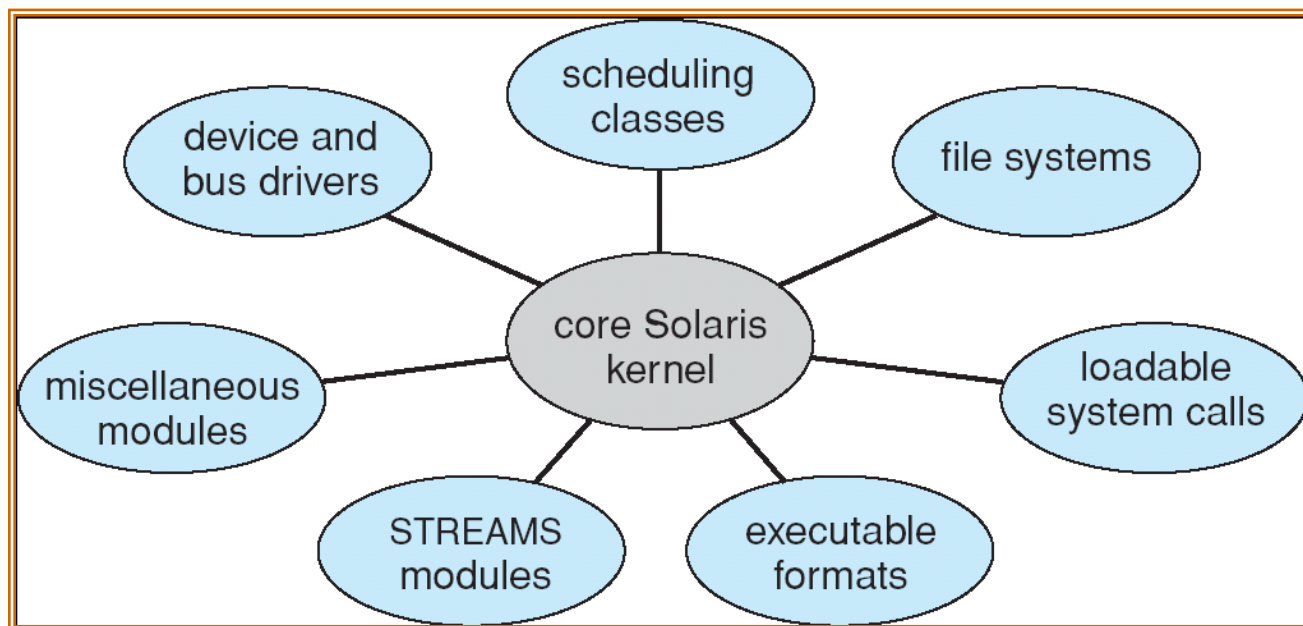 scheduling
classes
device and
bus drivers
file systems
core Solaris
kernel
miscellaneous
modules
loadable
system calls
STREAMS
modules
executable
formats